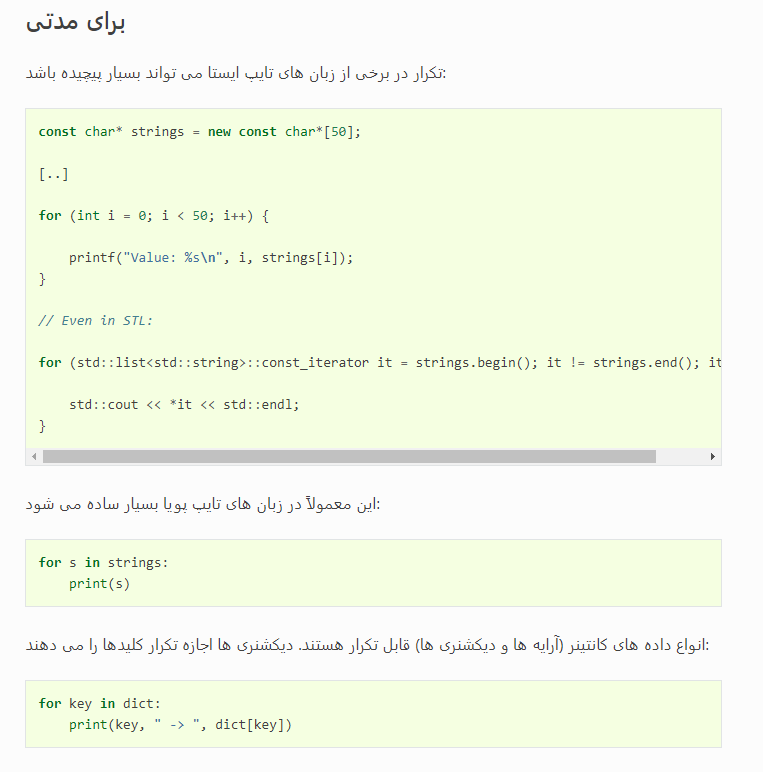 برای مدتی
تکرار در برخی از زبان های تایپ ایستا می تواند بسیار پیچیده باشد:
const char* strings = new const char*[50];
[..]
for (int i = 0; i < 50; i++) {
    printf("Value: %s\n", i, strings[i]);
}
// Even in STL:
for (std::list<std::string>::const_iterator it = strings.begin(); it != strings.end(); it
    std::cout << *it << std::endl;
}
این معمولاً در زبان های تایپ پویا بسیار ساده می شود:
for s in strings:
    print(s)
انواع داده های کانتینر (آرایه ها و دیکشنری ها) قابل تکرار هستند. دیکشنری ها اجازه تکرار کلیدها را می دهند:
for key in dict:
    print(key, " -> ", dict[key])